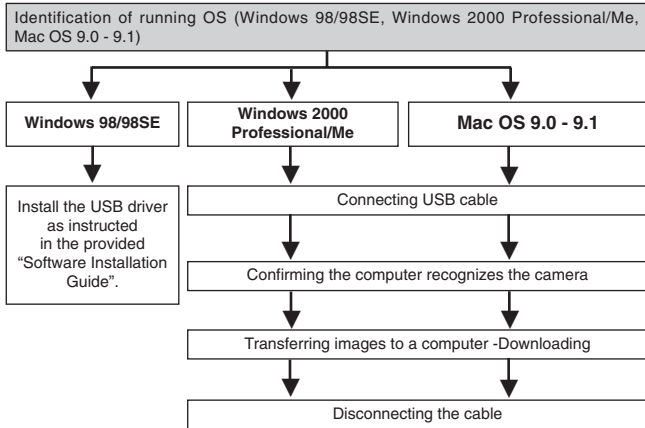 Identification of running OS (Windows 98/98SE, Windows 2000 Professional/Me,
Mac OS 9.0 - 9.1)
Windows 98/98SE
Windows 2000
Professional/Me
Mac OS 9.0 - 9.1
Install the USB driver
as instructed
in the provided
“Software Installation
Guide”.
Connecting USB cable
Confirming the computer recognizes the camera
Transferring images to a computer -Downloading
Disconnecting the cable